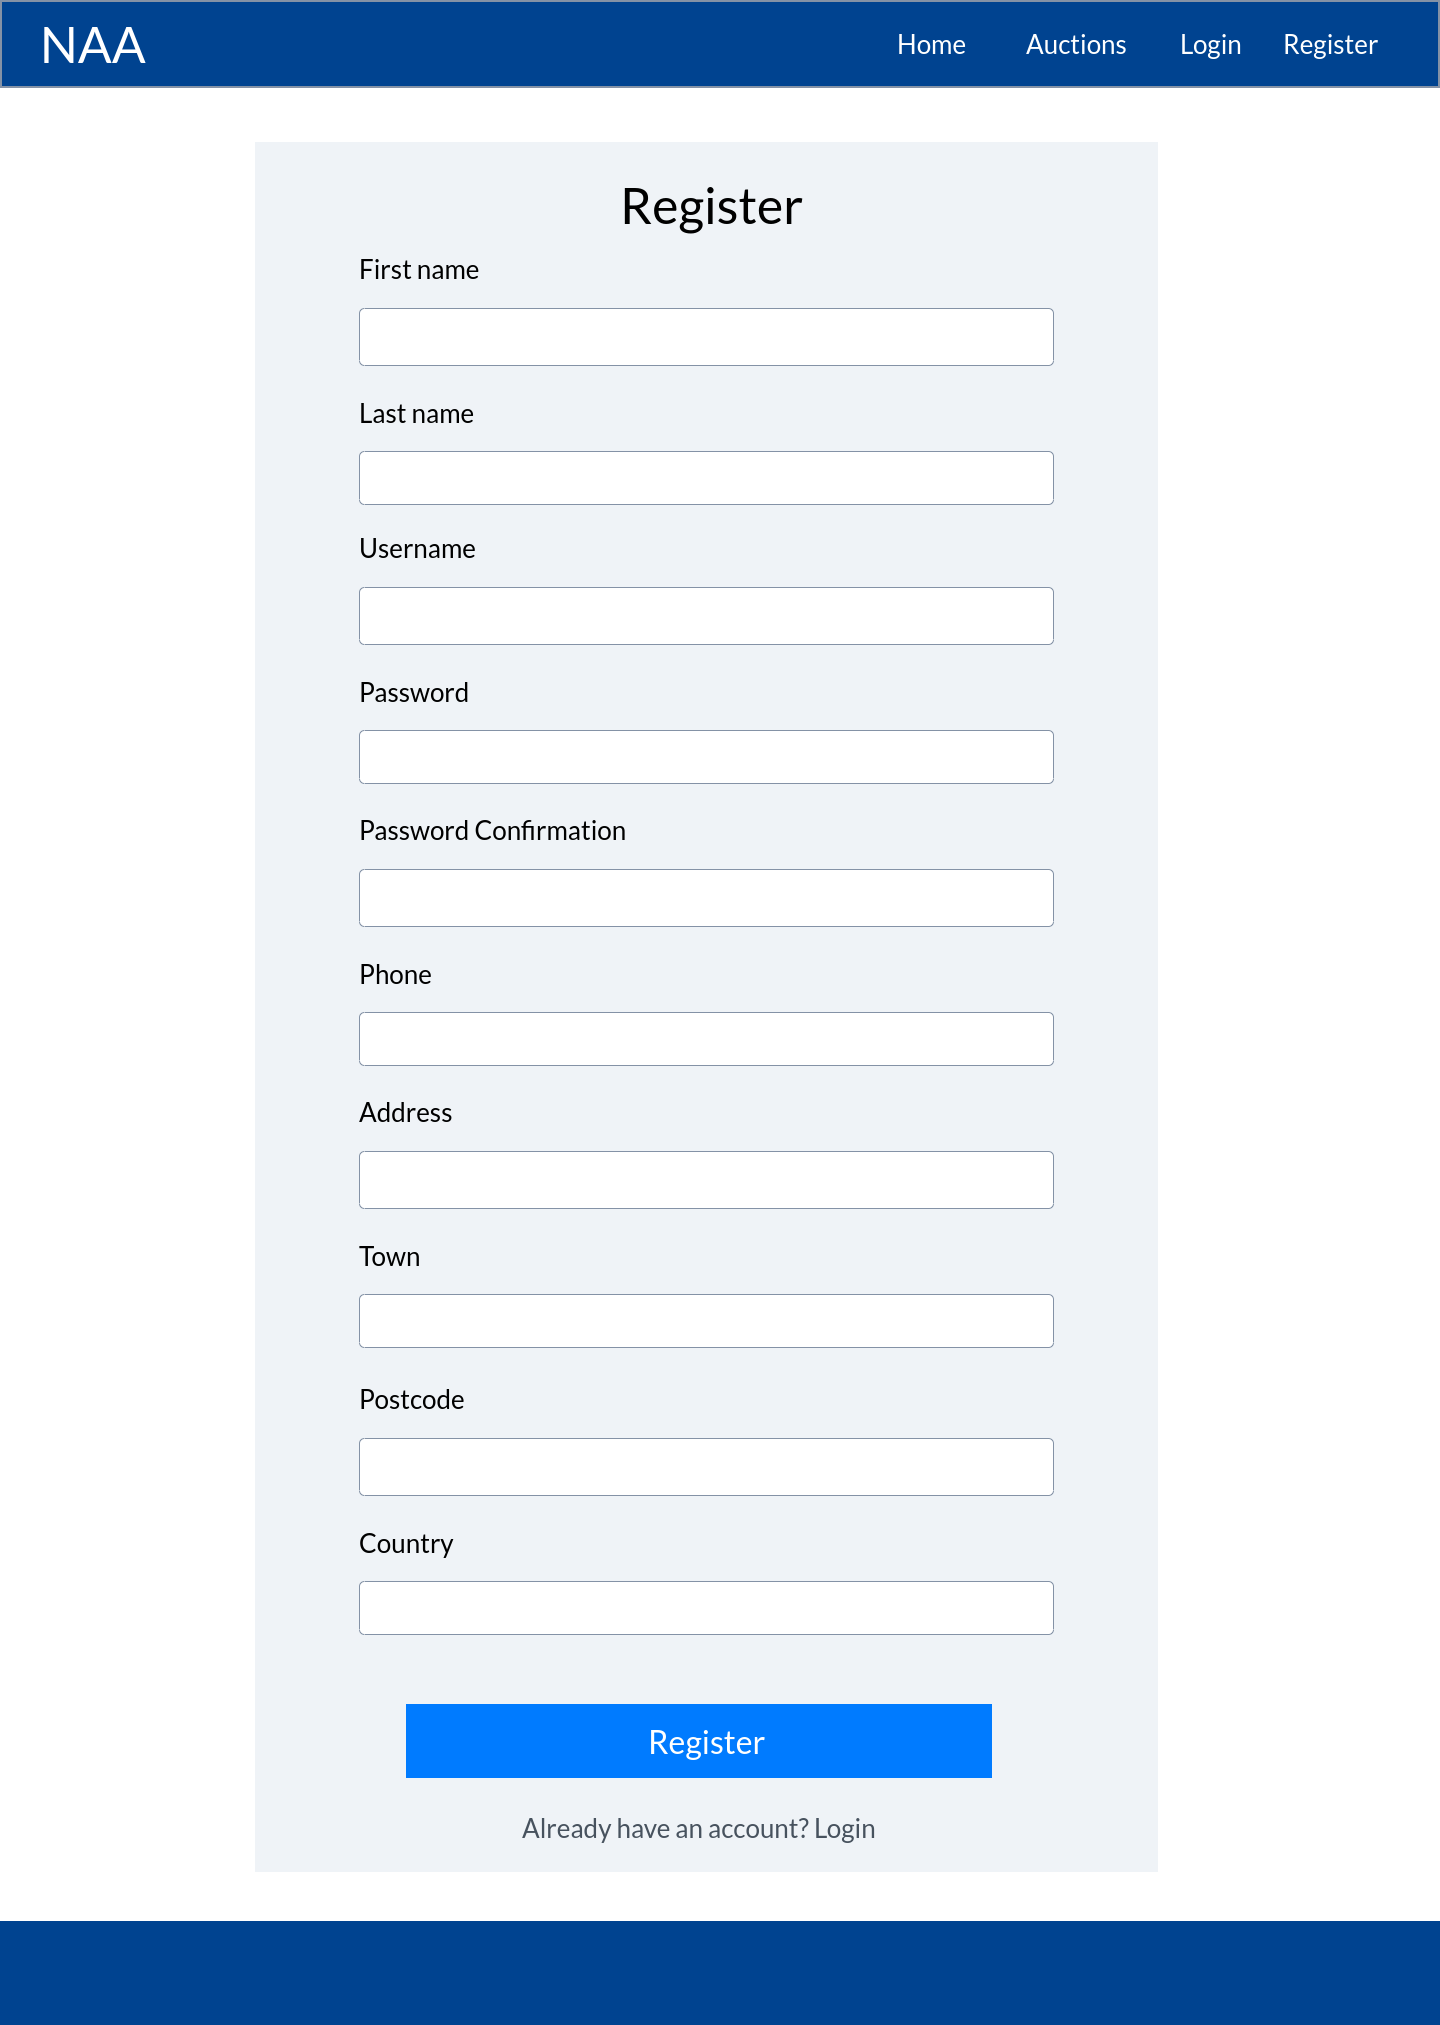 NAA Home Auctions Login Register
Register
First name
Last name
Username
Password
Password Confirmation
Phone
Address
Town
Postcode
Country
Register
Already have an account? Login